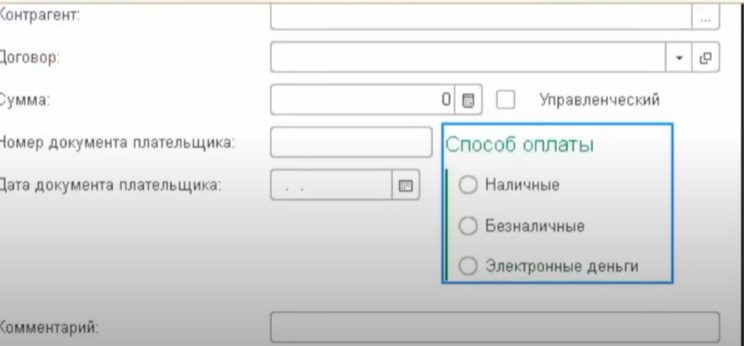 Контрагент:
...
Договор:
Сумма:
0
Управленческий
Номер документа плательщика:
Способ оплаты
Дата документа плательщика:
. .
Наличные
Безналичные
Электронные деньги
Комментарий: